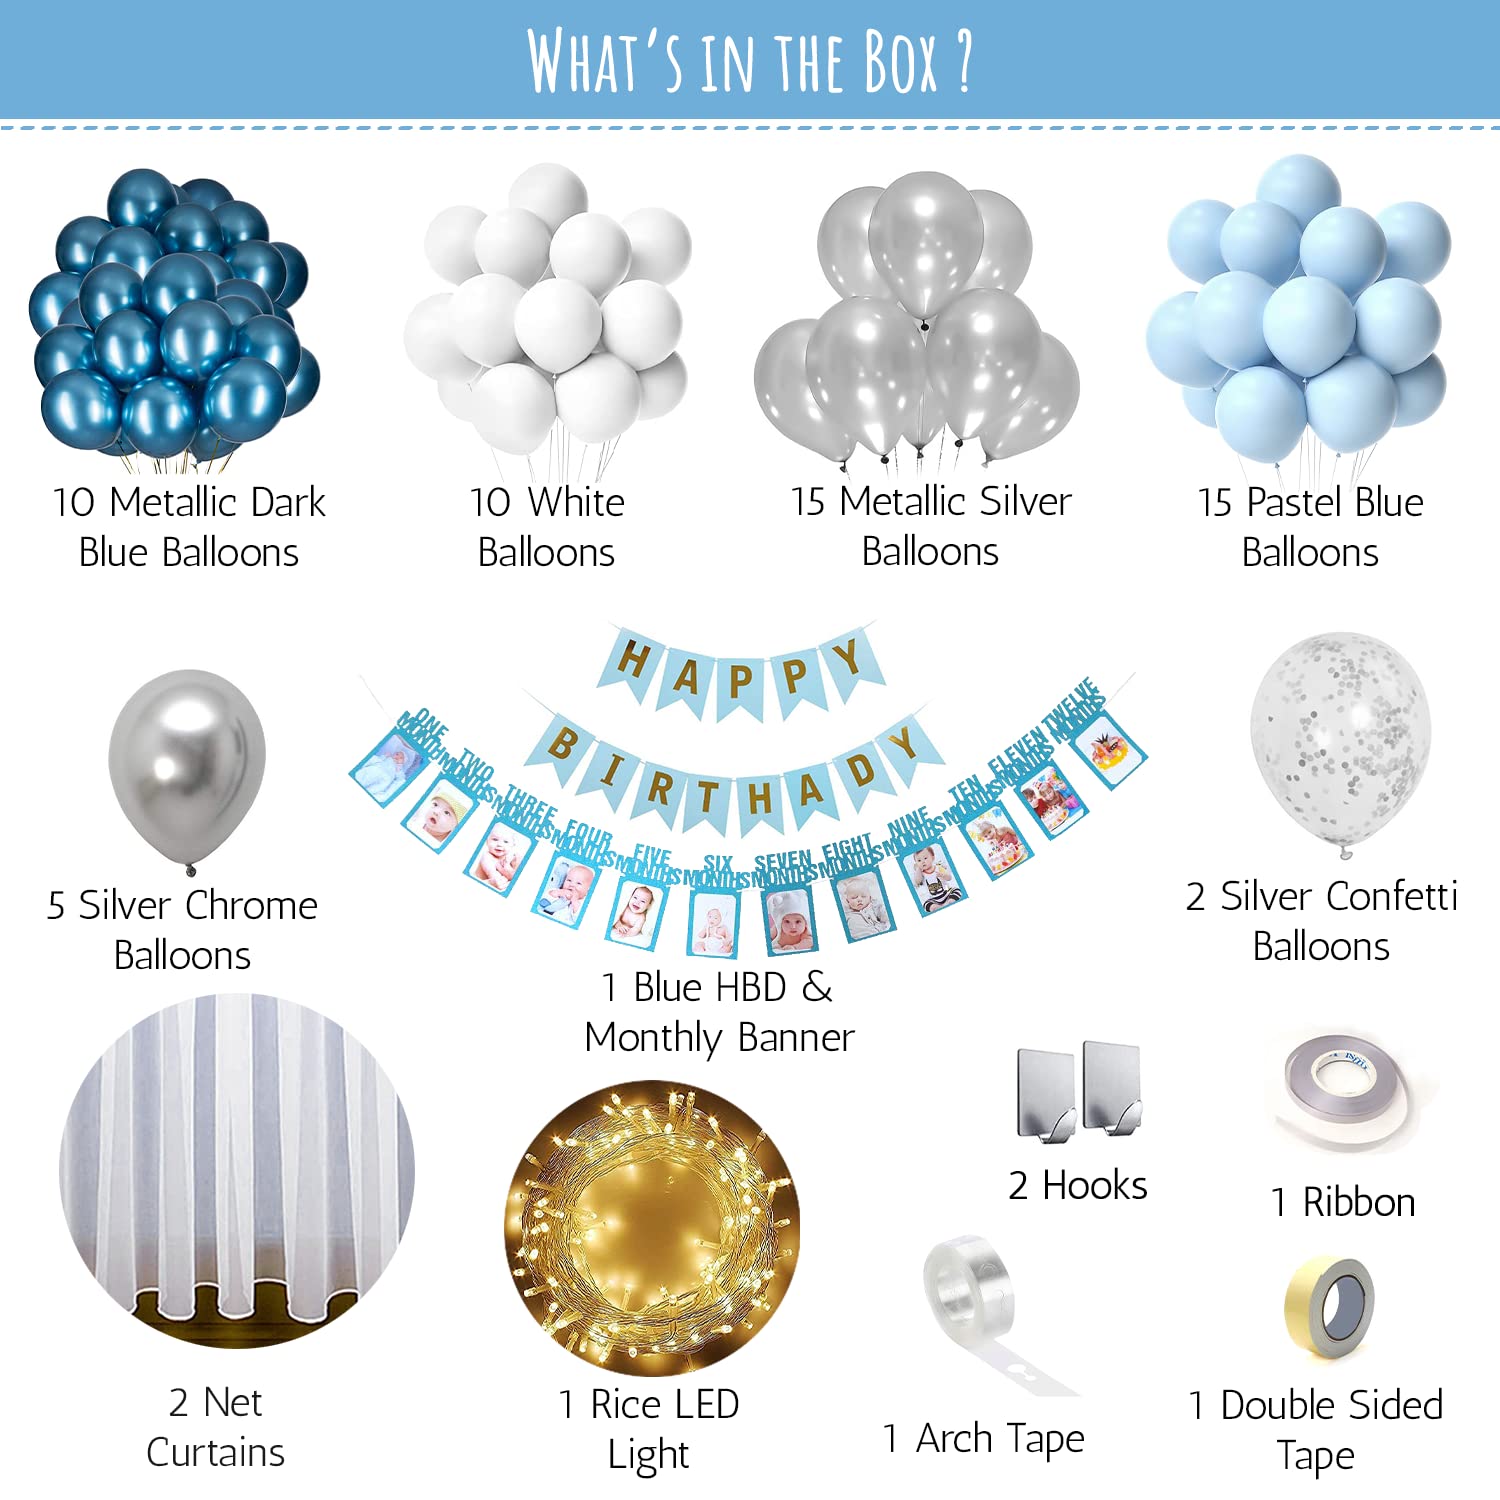 WHAT'S IN THE BOX ?
10 Metallic Dark
Blue Balloons
10 White
Balloons
15 Metallic Silver
Balloons
15 Pastel Blue
Balloons
HAPPY
BIRTHADY
ONE
MONTH
TWO
MONTHS
THREE
MONTHS
FOUR
MONTHS
FIVE
MONTHS
SIX
MONTHS
SEVEN
MONTHS
EIGHT
MONTHS
NINE
MONTHS
TEN
MONTHS
ELEVEN
MONTHS
TWELVE
MONTHS
5 Silver Chrome
Balloons
1 Blue HBD &
Monthly Banner
2 Silver Confetti
Balloons
2 Net
Curtains
1 Rice LED
Light
2 Hooks
1 Ribbon
1 Arch Tape
1 Double Sided
Tape